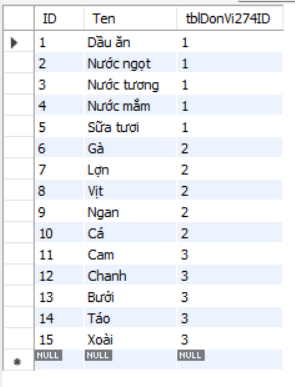 ID Ten tblDonVi274ID
1 Dầu ăn 1
2 Nước ngọt 1
3 Nước tương 1
4 Nước mắm 1
5 Sữa tươi 1
6 Gà 2
7 Lợn 2
8 Vịt 2
9 Ngan 2
10 Cá 2
11 Cam 3
12 Chanh 3
13 Bưởi 3
14 Táo 3
15 Xoài 3
NULL NULL NULL